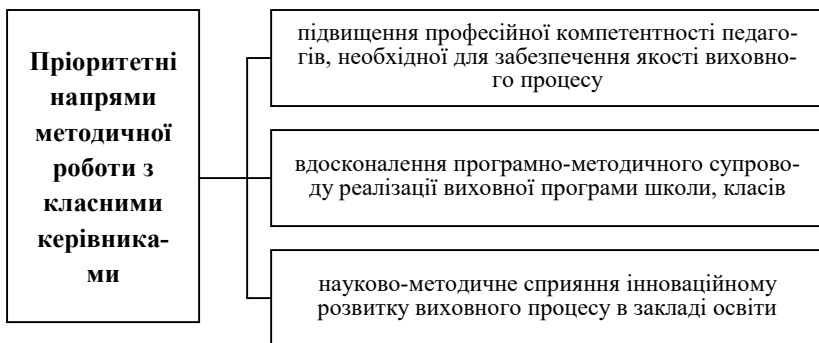 Пріоритетні
напрями
методичної
роботи з
класними
керівника-
ми
підвищення професійної компетентності педаго-
гів, необхідної для забезпечення якості виховно-
го процесу
вдосконалення програмно-методичного супрово-
ду реалізації виховної програми школи, класів
науково-методичне сприяння інноваційному
розвитку виховного процесу в закладі освіти